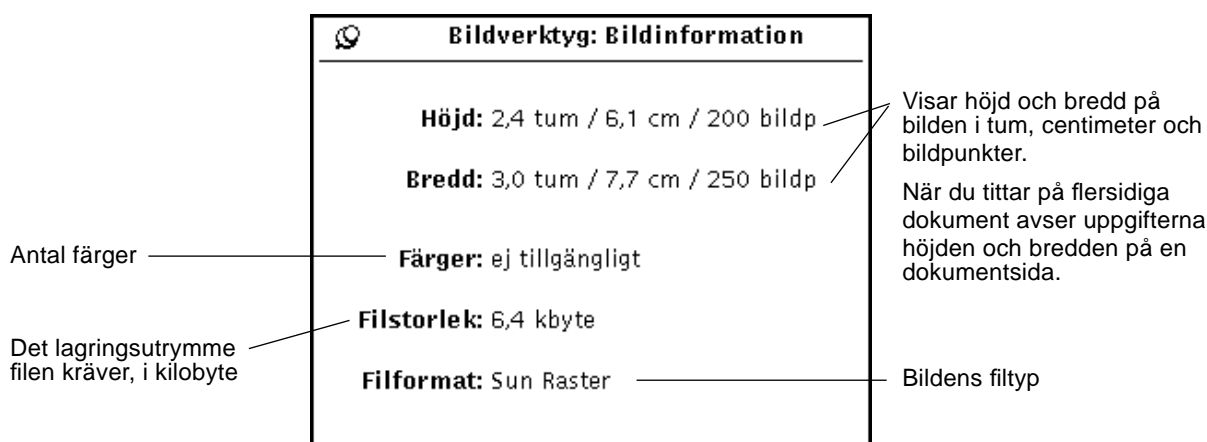 Bildverktyg: Bildinformation
Höjd: 2,4 tum / 6,1 cm / 200 bildp
Bredd: 3,0 tum / 7,7 cm / 250 bildp
Färger: ej tillgängligt
Filstorlek: 6,4 kbyte
Filformat: Sun Raster
Antal färger
Det lagringsutrymme
filen kräver, i kilobyte
Visar höjd och bredd på
bilden i tum, centimeter och
bildpunkter.
När du tittar på flersidiga
dokument avser uppgifterna
höjden och bredden på en
dokumentsida.
Bildens filtyp